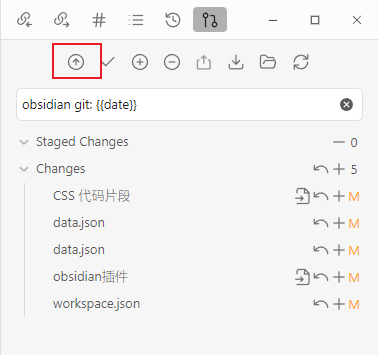 obsidian git: {{date}}
Staged Changes 0
Changes 5
CSS 代码片段 M
data.json M
data.json M
obsidian插件 M
workspace.json M